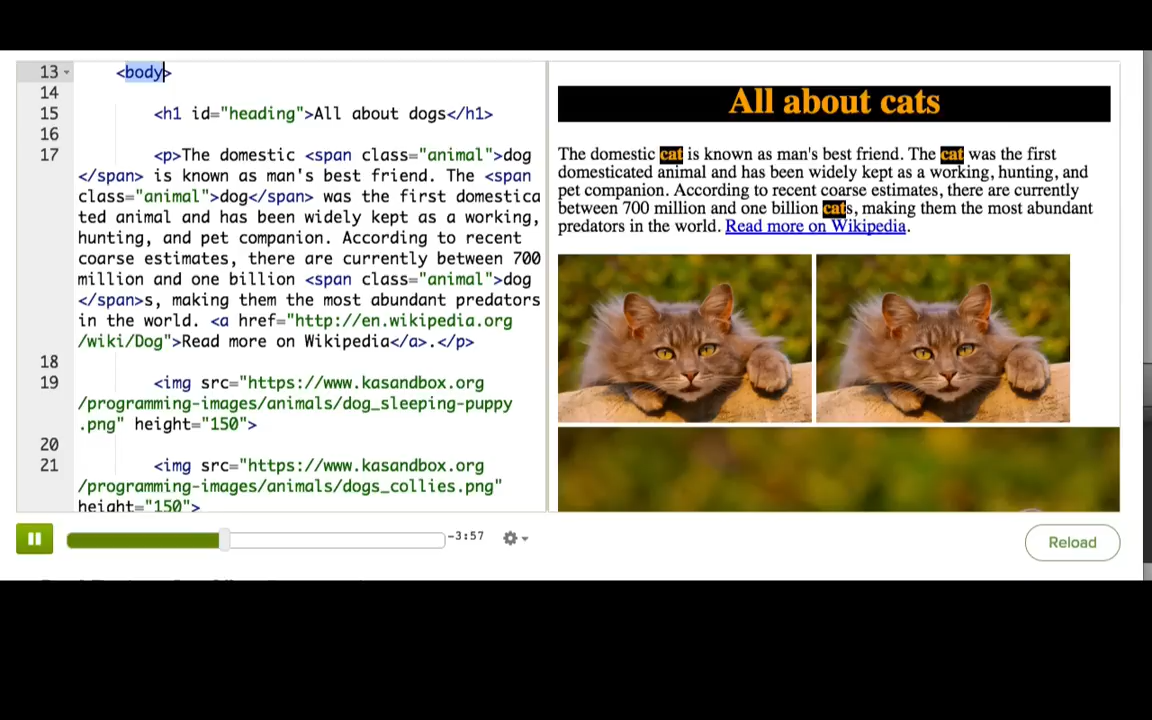 13 <body>
14
15 <h1 id="heading">All about dogs</h1>
16
17 <p>The domestic <span class="animal">dog
</span> is known as man's best friend. The <span
class="animal">dog</span> was the first domestica
ted animal and has been widely kept as a working,
hunting, and pet companion. According to recent
coarse estimates, there are currently between 700
million and one billion <span class="animal">dog
</span>s, making them the most abundant predators
in the world. <a href="http://en.wikipedia.org
/wiki/Dog">Read more on Wikipedia</a>.</p>
18
19 <img src="https://www.kasandbox.org
/programming-images/animals/dog_sleeping-puppy
.png" height="150">
20
21 <img src="https://www.kasandbox.org
/programming-images/animals/dogs_collies.png"
height="150">
All about cats
The domestic cat is known as man's best friend. The cat was the first
domesticated animal and has been widely kept as a working, hunting, and
pet companion. According to recent coarse estimates, there are currently
between 700 million and one billion cats, making them the most abundant
predators in the world. Read more on Wikipedia.
-3:57
Reload